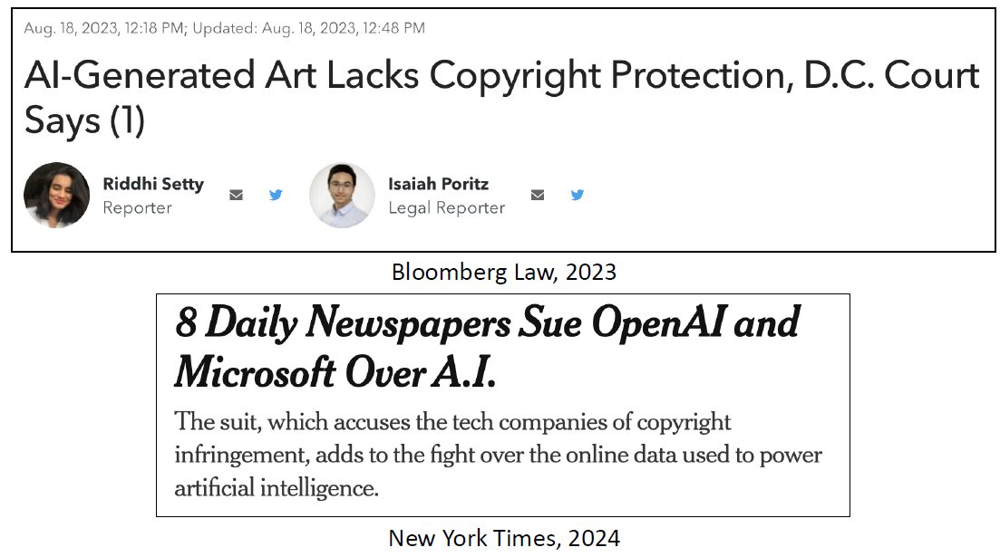 Aug. 18, 2023, 12:18 PM; Updated: Aug. 18, 2023, 12:48 PM
AI-Generated Art Lacks Copyright Protection, D.C. Court
Says (1)
Riddhi Setty
Reporter
Isaiah Poritz
Legal Reporter
Bloomberg Law, 2023
8 Daily Newspapers Sue OpenAI and
Microsoft Over A.I.
The suit, which accuses the tech companies of copyright
infringement, adds to the fight over the online data used to power
artificial intelligence.
New York Times, 2024